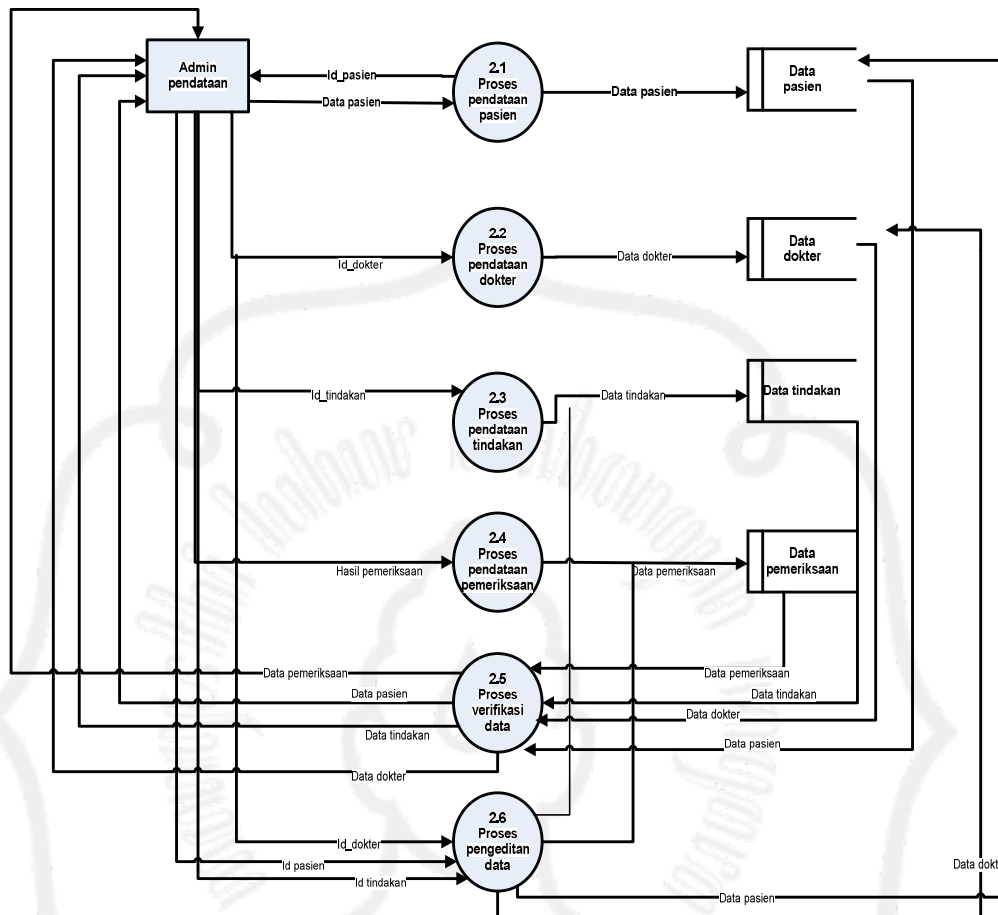 Admin
pendataan
Id_pasien
Data pasien
2.1
Proses
pendataan
pasien
Data pasien
Data
pasien
Id_dokter
2.2
Proses
pendataan
dokter
Data dokter
Data
dokter
Id_tindakan
2.3
Proses
pendataan
tindakan
Data tindakan
Data tindakan
Hasil pemeriksaan
2.4
Proses
pendataan
pemeriksaan
Data pemeriksaan
Data
pemeriksaan
Data pemeriksaan
Data pasien
Data tindakan
Data dokter
2.5
Proses
verifikasi
data
Data pemeriksaan
Data tindakan
Data dokter
Data pasien
Id_dokter
Id pasien
Id tindakan
2.6
Proses
pengeditan
data
Data dokt
Data pasien